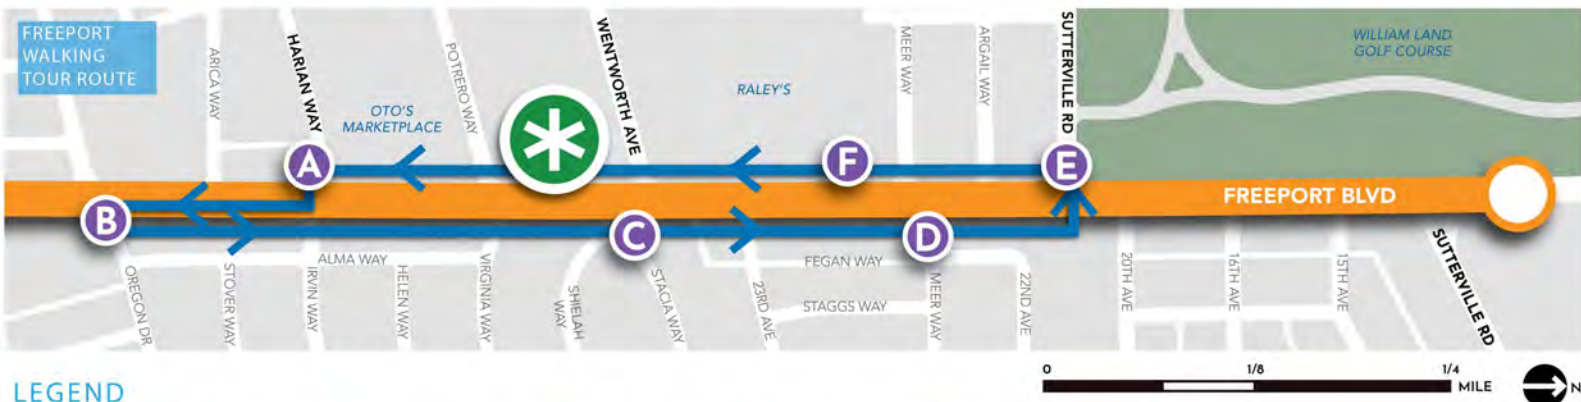 FREEPORT
WALKING
TOUR ROUTE
ARICA WAY
HARIAN WAY
OTO'S
MARKETPLACE
POTRERO WAY
WENTWORTH AVE
RALEY'S
MEER WAY
ARGAIL WAY
SUTTERVILLE RD
WILLIAM LAND
GOLF COURSE
A
F
E
FREEPORT BLVD
B
C
D
OREGON DR
STOVER WAY
IRVIN WAY
ALMA WAY
HELEN WAY
VIRGINIA WAY
SHIELAH
WAY
STACIA WAY
23RD AVE
FEGAN WAY
STAGGS WAY
MEER WAY
22ND AVE
20TH AVE
16TH AVE
15TH AVE
SUTTERVILLE RD
0 1/8 1/4
MILE
N
LEGEND